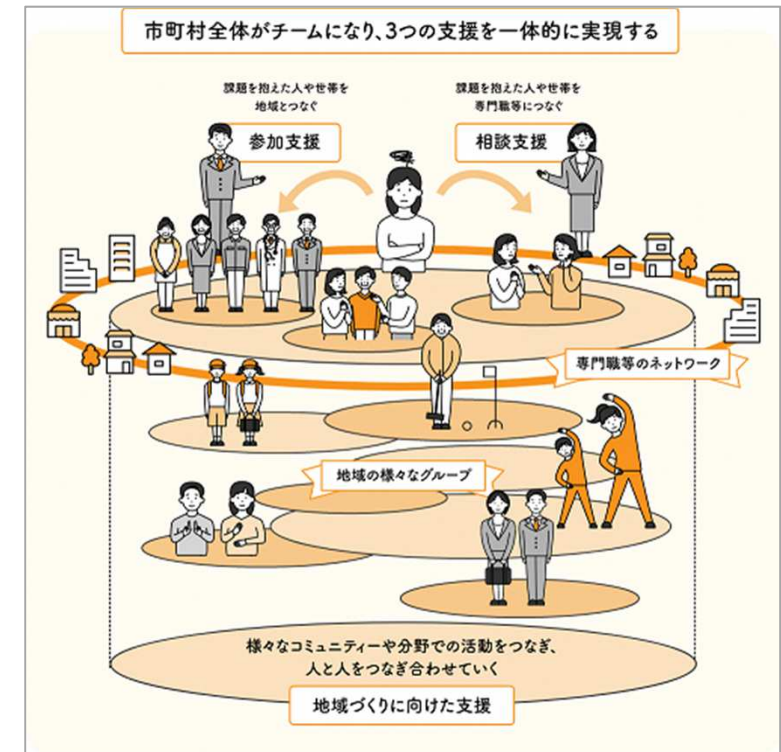 市町村全体がチームになり、3つの支援を一体的に実現する
課題を抱えた人や世帯を
地域とつなぐ
参加支援
課題を抱えた人や世帯を
専門職等につなぐ
相談支援
専門職等のネットワーク
地域の様々なグループ
様々なコミュニティーや分野での活動をつなぎ、
人と人をつなぎ合わせていく
地域づくりに向けた支援